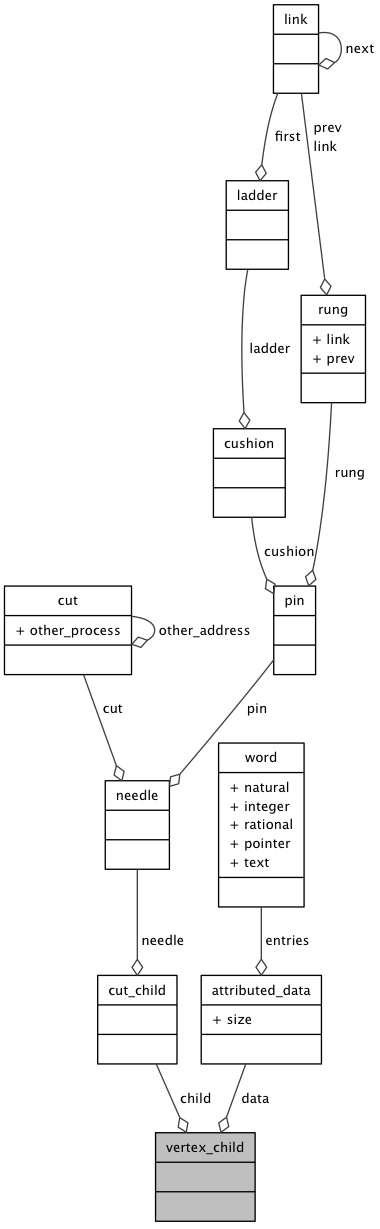 link
next
first
prev
link
ladder
rung
+ link
+ prev
ladder
cushion
rung
cushion
cut
+ other_process
other_address
pin
cut
pin
word
+ natural
+ integer
+ rational
+ pointer
+ text
needle
needle
entries
cut_child
attributed_data
+ size
child
data
vertex_child